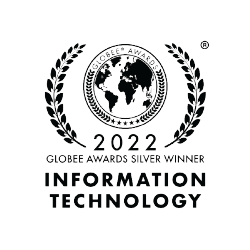 ®
GLOBEE® AWARDS
2022
GLOBEE AWARDS SILVER WINNER
INFORMATION
TECHNOLOGY